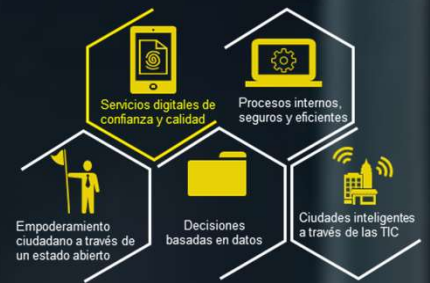 Servicios digitales de
confianza y calidad
Procesos internos,
seguros y eficientes
Empoderamiento
ciudadano a través de
un estado abierto
Decisiones
basadas en datos
Ciudades inteligentes
a través de las TIC